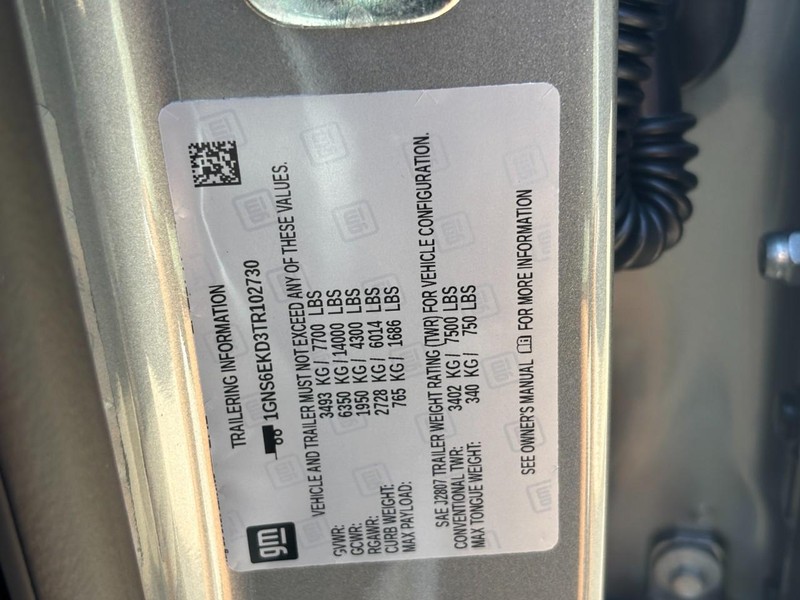 TRAILERING INFORMATION
gm
1GNS6EKD3TR102730
VEHICLE AND TRAILER MUST NOT EXCEED ANY OF THESE VALUES.
GVWR: 3493 KG / 7700 LBS
GCWR: 6350 KG / 14000 LBS
RGAWR: 1950 KG / 4300 LBS
CURB WEIGHT: 2728 KG / 6014 LBS
MAX PAYLOAD: 765 KG / 1686 LBS
SAE J2807 TRAILER WEIGHT RATING (TWR) FOR VEHICLE CONFIGURATION.
CONVENTIONAL TWR: 3402 KG / 7500 LBS
MAX TONGUE WEIGHT: 340 KG / 750 LBS
SEE OWNER'S MANUAL FOR MORE INFORMATION